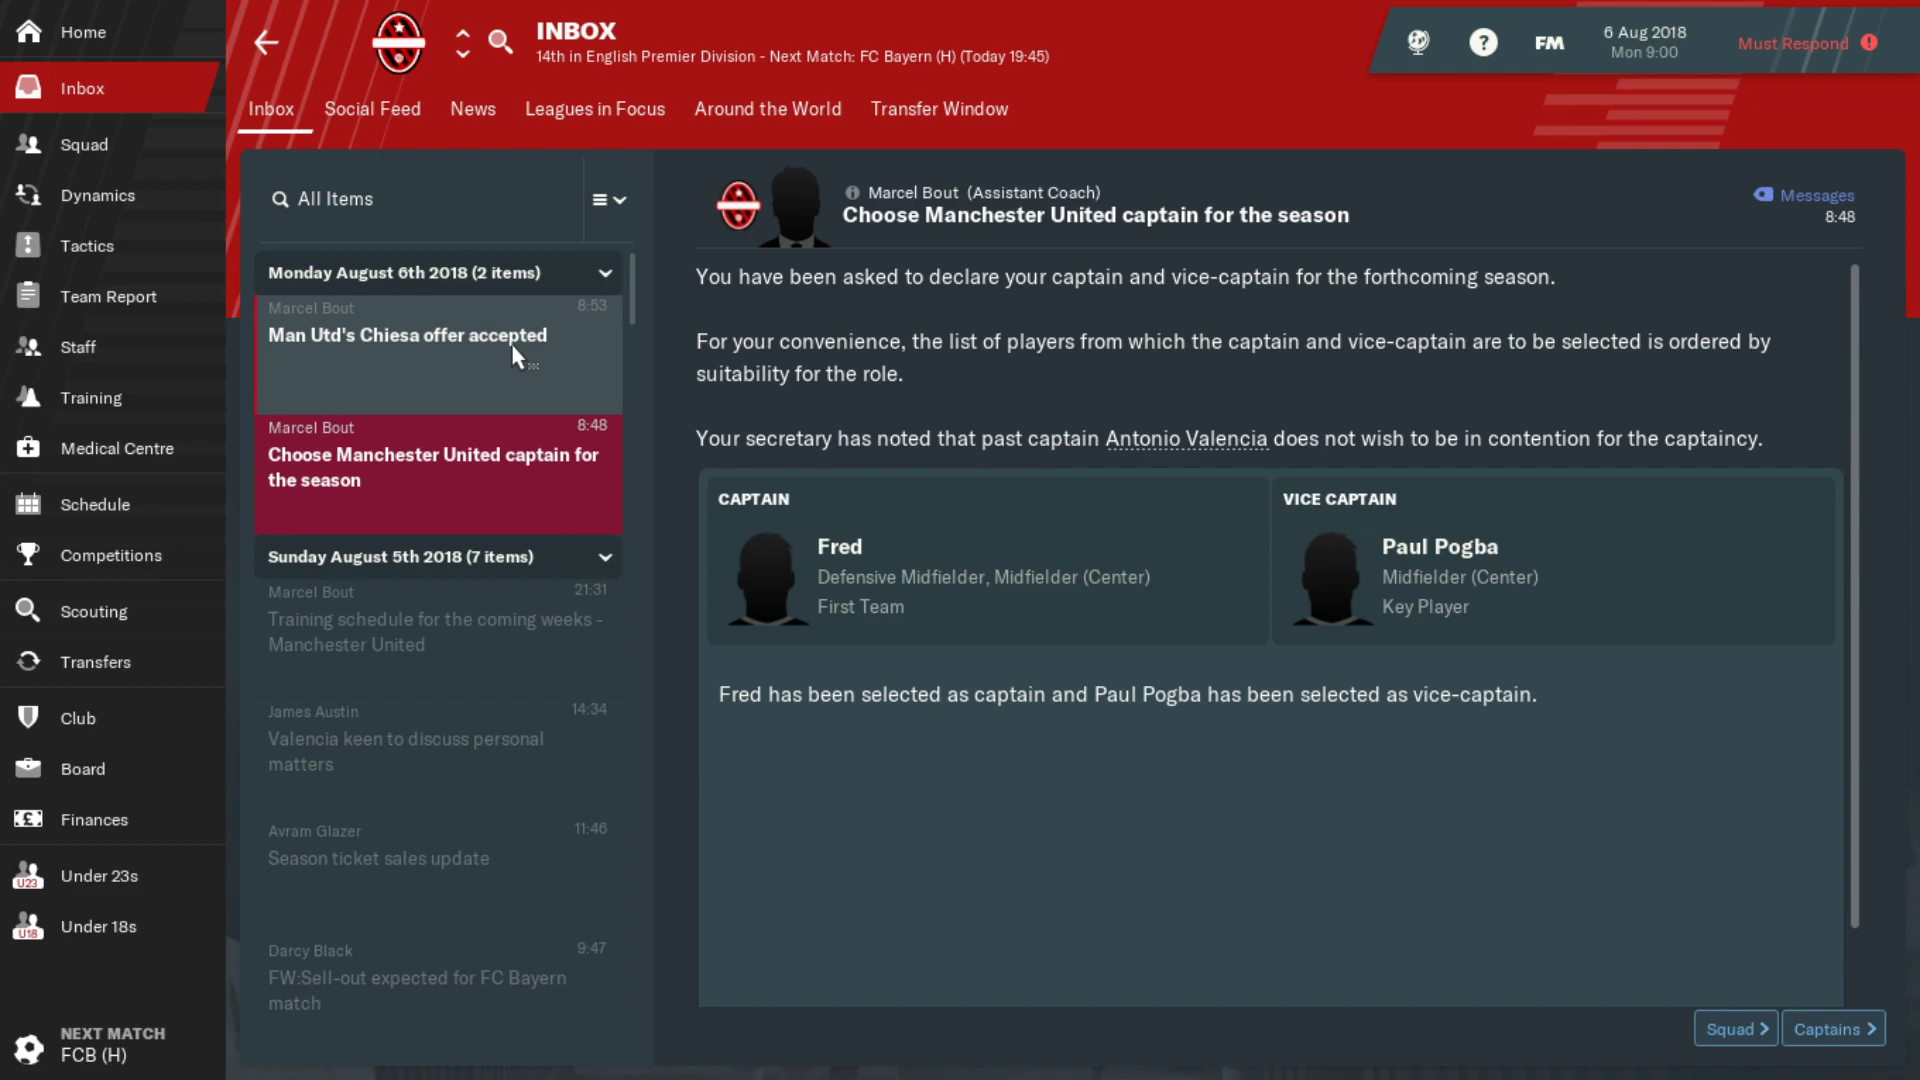 Home
Inbox
Squad
Dynamics
Tactics
Team Report
Staff
Training
Medical Centre
Schedule
Competitions
Scouting
Transfers
Club
Board
Finances
U23
Under 23s
U18
Under 18s
NEXT MATCH
FCB (H)
INBOX
14th in English Premier Division - Next Match: FC Bayern (H) (Today 19:45)
?
FM
6 Aug 2018
Mon 9:00
Must Respond !
Inbox
Social Feed
News
Leagues in Focus
Around the World
Transfer Window
All Items
Monday August 6th 2018 (2 items)
Marcel Bout
8:53
Man Utd's Chiesa offer accepted
Marcel Bout
8:48
Choose Manchester United captain for
the season
Sunday August 5th 2018 (7 items)
Marcel Bout
21:31
Training schedule for the coming weeks -
Manchester United
James Austin
14:34
Valencia keen to discuss personal
matters
Avram Glazer
11:46
Season ticket sales update
Darcy Black
9:47
FW:Sell-out expected for FC Bayern
match
Marcel Bout (Assistant Coach)
Choose Manchester United captain for the season
Messages
8:48
You have been asked to declare your captain and vice-captain for the forthcoming season.
For your convenience, the list of players from which the captain and vice-captain are to be selected is ordered by
suitability for the role.
Your secretary has noted that past captain Antonio Valencia does not wish to be in contention for the captaincy.
CAPTAIN
Fred
Defensive Midfielder, Midfielder (Center)
First Team
VICE CAPTAIN
Paul Pogba
Midfielder (Center)
Key Player
Fred has been selected as captain and Paul Pogba has been selected as vice-captain.
Squad
Captains